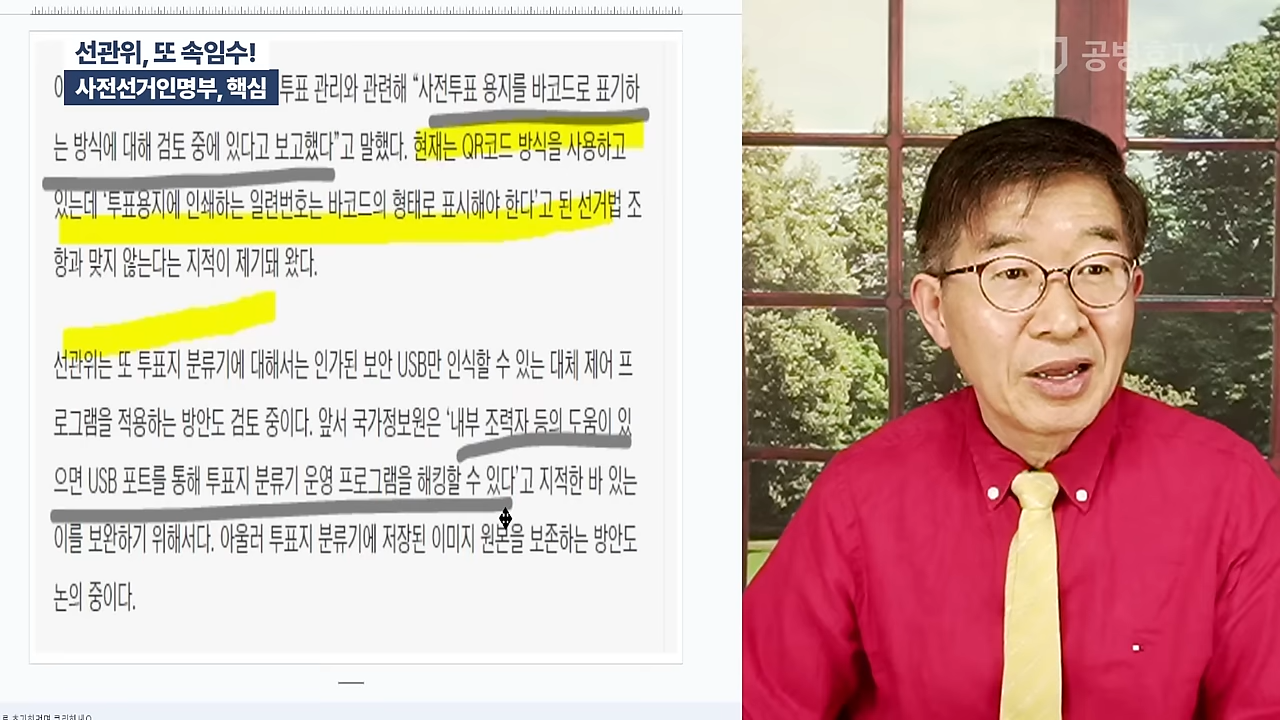 선관위, 또 속임수!
사전선거인명부, 핵심
투표 관리와 관련해 “사전투표 용지를 바코드로 표기하
는 방식에 대해 검토 중에 있다고 보고했다”고 말했다. 현재는 QR코드 방식을 사용하고
있는데 ‘투표용지에 인쇄하는 일련번호는 바코드의 형태로 표시해야 한다’고 된 선거법 조
항과 맞지 않는다는 지적이 제기돼 왔다.
선관위는 또 투표지 분류기에 대해서는 인가된 보안 USB만 인식할 수 있는 대체 제어 프
로그램을 적용하는 방안도 검토 중이다. 앞서 국가정보원은 ‘내부 조력자 등의 도움이 있
으면 USB 포트를 통해 투표지 분류기 운영 프로그램을 해킹할 수 있다’고 지적한 바 있는
이를 보완하기 위해서다. 아울러 투표지 분류기에 저장된 이미지 원본을 보존하는 방안도
논의 중이다.
공병호TV